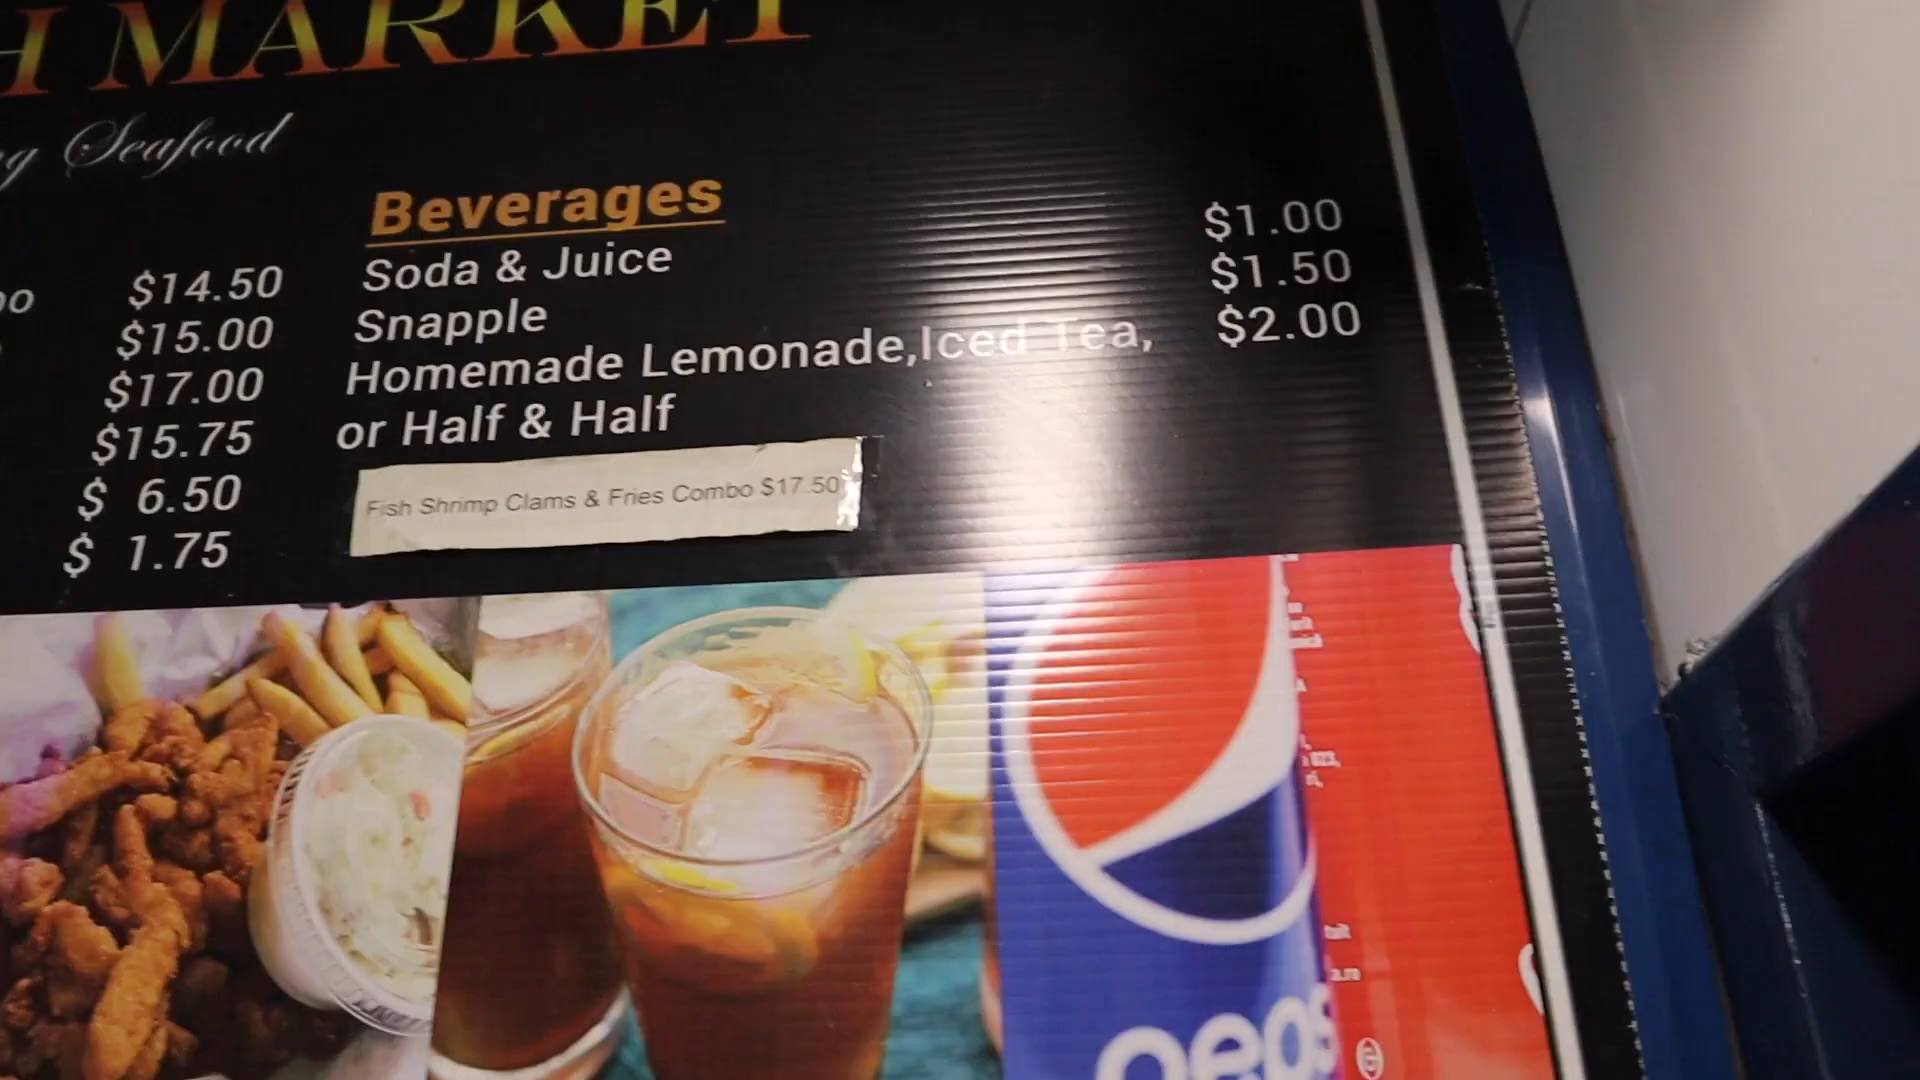 H MARKET
Seafood
$14.50
$15.00
$17.00
$15.75
$ 6.50
$ 1.75
Beverages
Soda & Juice $1.00
Snapple $1.50
Homemade Lemonade,Iced Tea, $2.00
or Half & Half
Fish Shrimp Clams & Fries Combo $17.50
peps